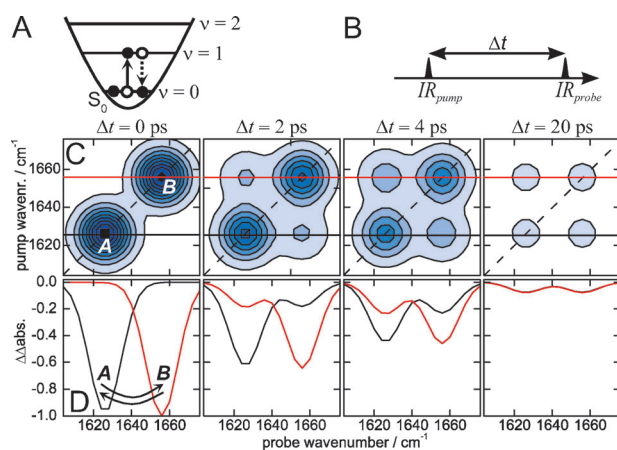 A
B
ν = 2
ν = 1
ν = 0
S0
Δt
IRpump
IRprobe
Δt = 0 ps
Δt = 2 ps
Δt = 4 ps
Δt = 20 ps
C
B
A
pump wavenr. / cm-1
1660
1640
1620
D
A
B
ΔΔabs.
0.0
-0.2
-0.4
-0.6
-0.8
-1.0
1620 1640 1660
1620 1640 1660
1620 1640 1660
1620 1640 1660
probe wavenumber / cm-1